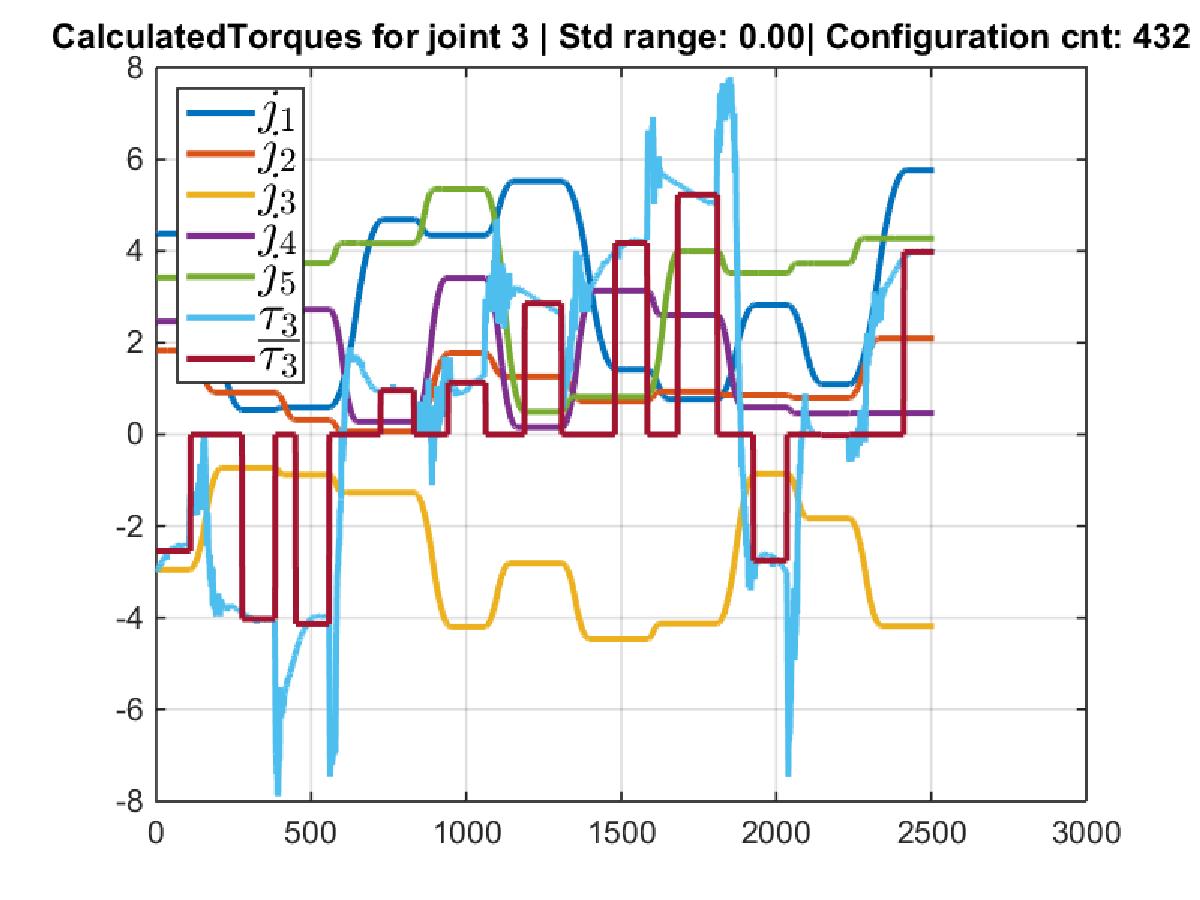 CalculatedTorques for joint 3 | Std range: 0.00| Configuration cnt: 432
8
6
4
2
0
-2
-4
-6
-8
j1
j2
j3
j4
j5
τ3
τ̅3
0 500 1000 1500 2000 2500 3000